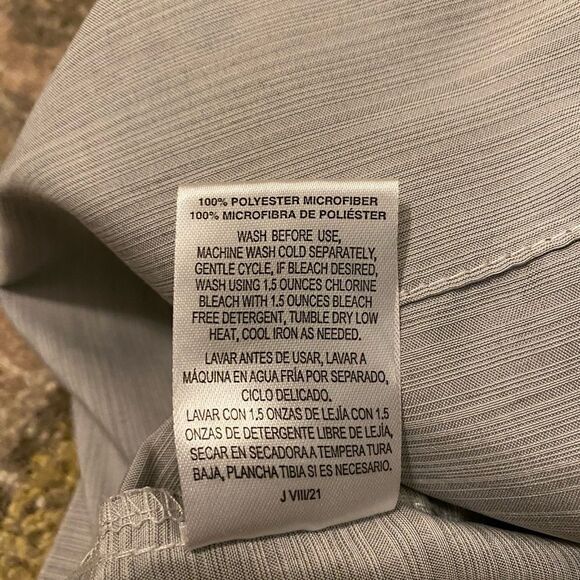 100% POLYESTER MICROFIBER
100% MICROFIBRA DE POLIÉSTER
WASH BEFORE USE,
MACHINE WASH COLD SEPARATELY,
GENTLE CYCLE, IF BLEACH DESIRED,
WASH USING 1.5 OUNCES CHLORINE
BLEACH WITH 1.5 OUNCES BLEACH
FREE DETERGENT, TUMBLE DRY LOW
HEAT, COOL IRON AS NEEDED.
LAVAR ANTES DE USAR, LAVAR A
MÁQUINA EN AGUA FRÍA POR SEPARADO,
CICLO DELICADO.
LAVAR CON 1.5 ONZAS DE LEJÍA CON 1.5
ONZAS DE DETERGENTE LIBRE DE LEJÍA,
SECAR EN SECADORA A TEMPERATURA
BAJA, PLANCHA TIBIA SI ES NECESARIO.
J VIII/21